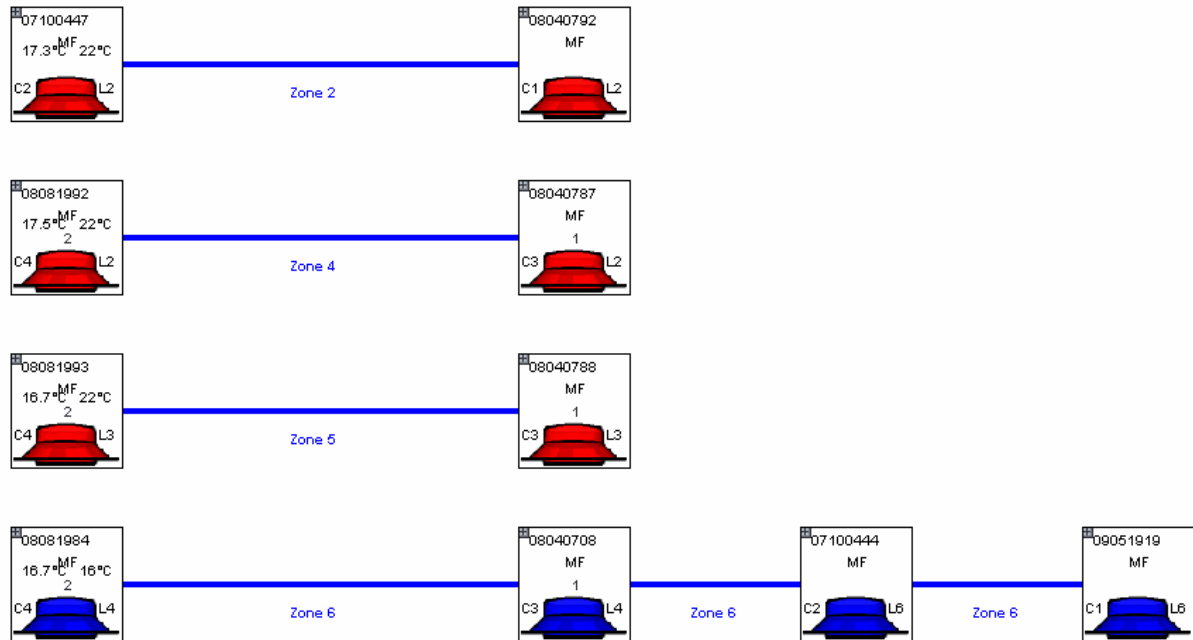 07100447
MF
17.3°C 22°C
C2 L2
Zone 2
08040792
MF
C1 L2
08081992
MF
17.5°C 22°C
2
C4 L2
Zone 4
08040787
MF
1
C3 L2
08081993
MF
16.7°C 22°C
2
C4 L3
Zone 5
08040788
MF
1
C3 L3
08081984
MF
16.7°C 16°C
2
C4 L4
Zone 6
08040708
MF
1
C3 L4
Zone 6
07100444
MF
C2 L6
Zone 6
09051919
MF
C1 L6